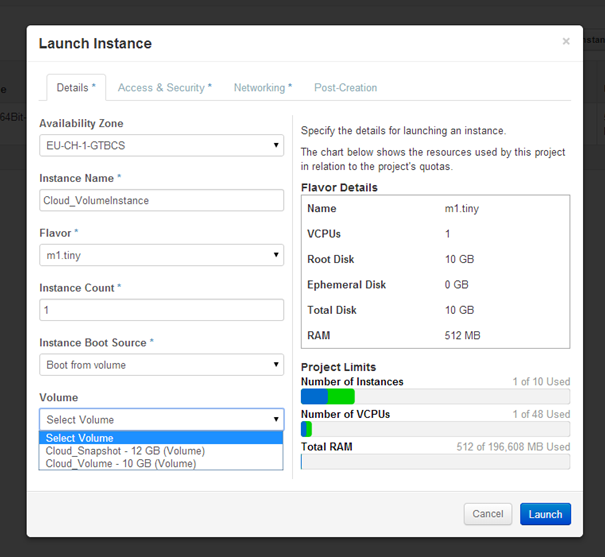 Launch Instance
×
Details *
Access & Security *
Networking *
Post-Creation
Availability Zone
EU-CH-1-GTBCS
Instance Name *
Cloud_VolumeInstance
Flavor *
m1.tiny
Instance Count *
1
Instance Boot Source *
Boot from volume
Volume
Select Volume
Select Volume
Cloud_Snapshot - 12 GB (Volume)
Cloud_Volume - 10 GB (Volume)
Specify the details for launching an instance.
The chart below shows the resources used by this project
in relation to the project's quotas.
Flavor Details
Name m1.tiny
VCPUs 1
Root Disk 10 GB
Ephemeral Disk 0 GB
Total Disk 10 GB
RAM 512 MB
Project Limits
Number of Instances 1 of 10 Used
Number of VCPUs 1 of 48 Used
Total RAM 512 of 196,608 MB Used
Cancel
Launch
64Bit-